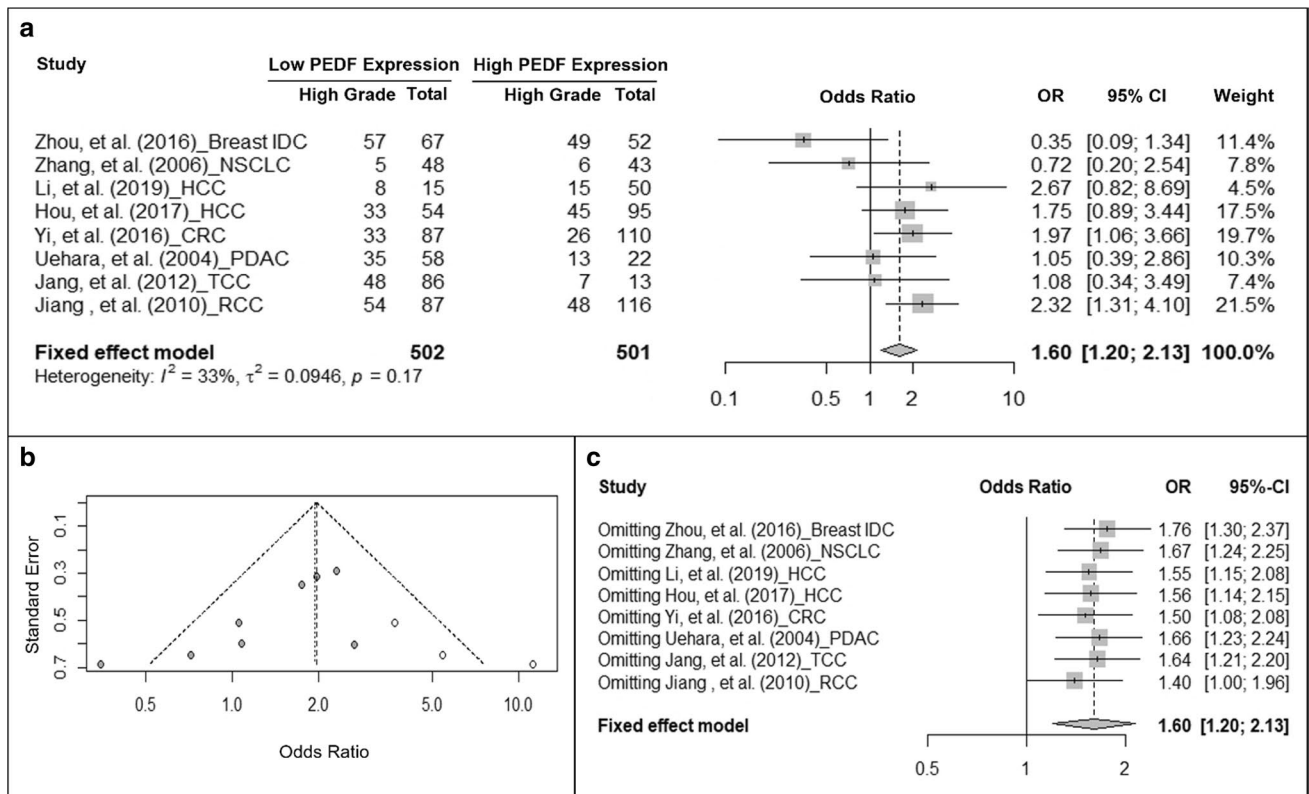 a
Study Low PEDF Expression High PEDF Expression
High Grade Total High Grade Total Odds Ratio OR 95% CI Weight
Zhou, et al. (2016)_Breast IDC 57 67 49 52 0.35 [0.09; 1.34] 11.4%
Zhang, et al. (2006)_NSCLC 5 48 6 43 0.72 [0.20; 2.54] 7.8%
Li, et al. (2019)_HCC 8 15 15 50 2.67 [0.82; 8.69] 4.5%
Hou, et al. (2017)_HCC 33 54 45 95 1.75 [0.89; 3.44] 17.5%
Yi, et al. (2016)_CRC 33 87 26 110 1.97 [1.06; 3.66] 19.7%
Uehara, et al. (2004)_PDAC 35 58 13 22 1.05 [0.39; 2.86] 10.3%
Jang, et al. (2012)_TCC 48 86 7 13 1.08 [0.34; 3.49] 7.4%
Jiang , et al. (2010)_RCC 54 87 48 116 2.32 [1.31; 4.10] 21.5%
Fixed effect model 502 501 1.60 [1.20; 2.13] 100.0%
Heterogeneity: I² = 33%, τ² = 0.0946, p = 0.17
0.1 0.5 1 2 10
b
Standard Error
0.1
0.3
0.5
0.7
0.5 1.0 2.0 5.0 10.0
Odds Ratio
c
Study Odds Ratio OR 95%-CI
Omitting Zhou, et al. (2016)_Breast IDC 1.76 [1.30; 2.37]
Omitting Zhang, et al. (2006)_NSCLC 1.67 [1.24; 2.25]
Omitting Li, et al. (2019)_HCC 1.55 [1.15; 2.08]
Omitting Hou, et al. (2017)_HCC 1.56 [1.14; 2.15]
Omitting Yi, et al. (2016)_CRC 1.50 [1.08; 2.08]
Omitting Uehara, et al. (2004)_PDAC 1.66 [1.23; 2.24]
Omitting Jang, et al. (2012)_TCC 1.64 [1.21; 2.20]
Omitting Jiang , et al. (2010)_RCC 1.40 [1.00; 1.96]
Fixed effect model 1.60 [1.20; 2.13]
0.5 1 2